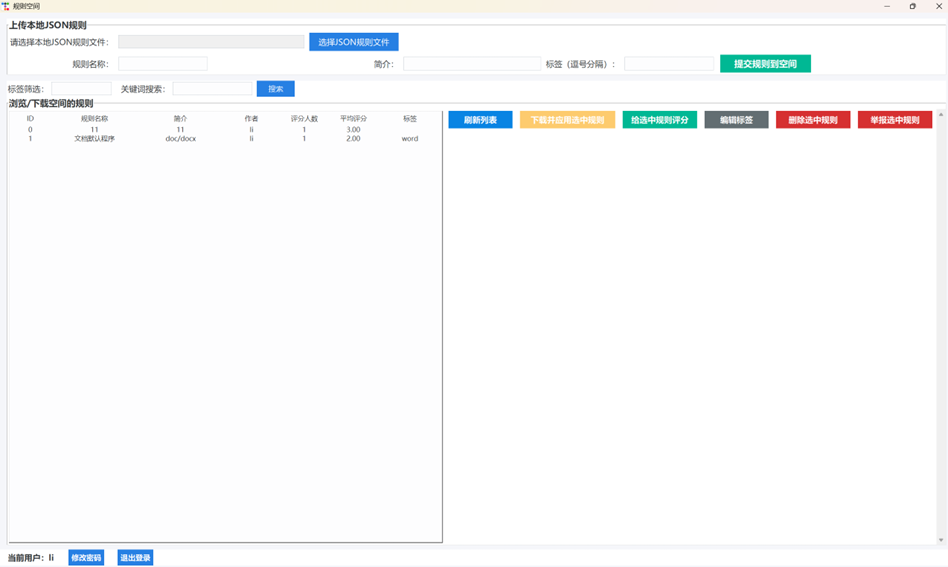 规则空间
上传本地JSON规则
请选择本地JSON规则文件： 选择JSON规则文件
规则名称： 简介： 标签（逗号分隔）： 提交规则到空间
标签筛选： 关键词搜索： 搜索
浏览/下载空间的规则
ID 规则名称 简介 作者 评分人数 平均评分 标签 刷新列表 下载并应用选中规则 给选中规则评分 编辑标签 删除选中规则 举报选中规则
0 11 11 li 1 3.00
1 文档默认程序 doc/docx li 1 2.00 word
当前用户： li 修改密码 退出登录